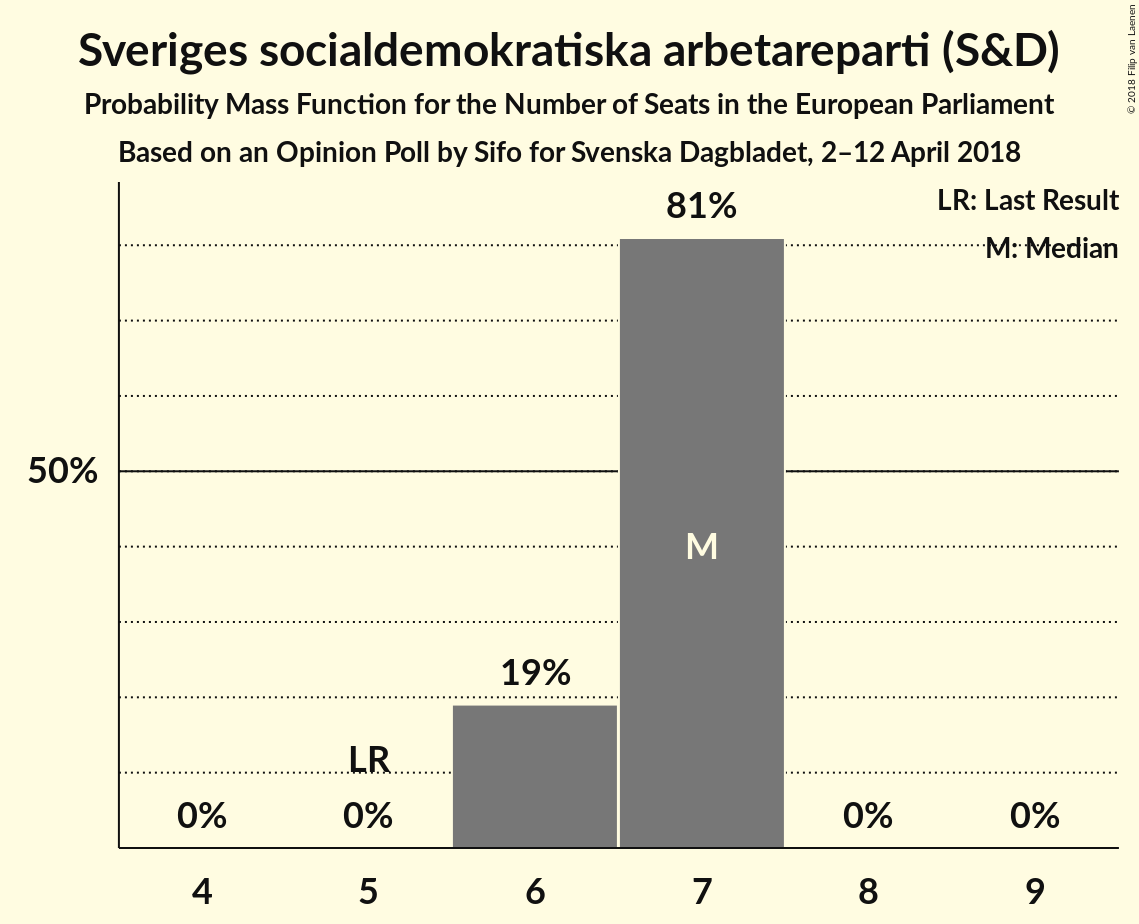 Sveriges socialdemokratiska arbetareparti (S&D)
Probability Mass Function for the Number of Seats in the European Parliament
Based on an Opinion Poll by Sifo for Svenska Dagbladet, 2–12 April 2018
© 2018 Filip van Laenen
LR: Last Result
M: Median
81%
50%
M
19%
LR
0%
0%
0%
0%
4
5
6
7
8
9